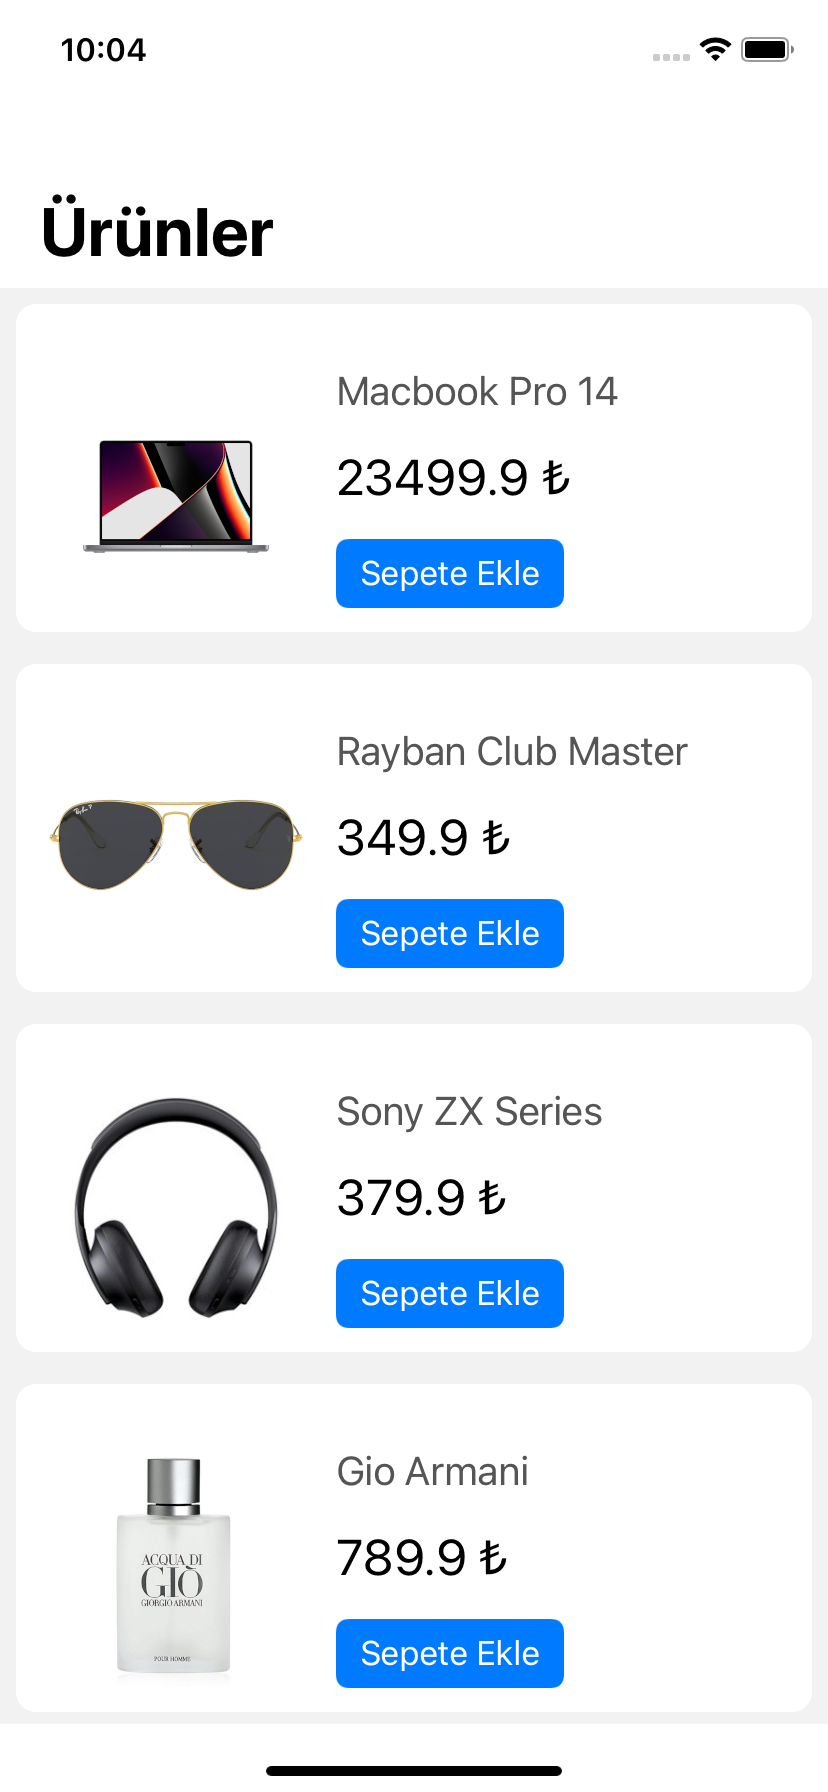 10:04
Ürünler
Macbook Pro 14
23499.9 ₺
Sepete Ekle
Rayban Club Master
349.9 ₺
Sepete Ekle
Sony ZX Series
379.9 ₺
Sepete Ekle
Gio Armani
789.9 ₺
Sepete Ekle
ACQUA DI
GIÒ
GIORGIO ARMANI
POUR HOMME